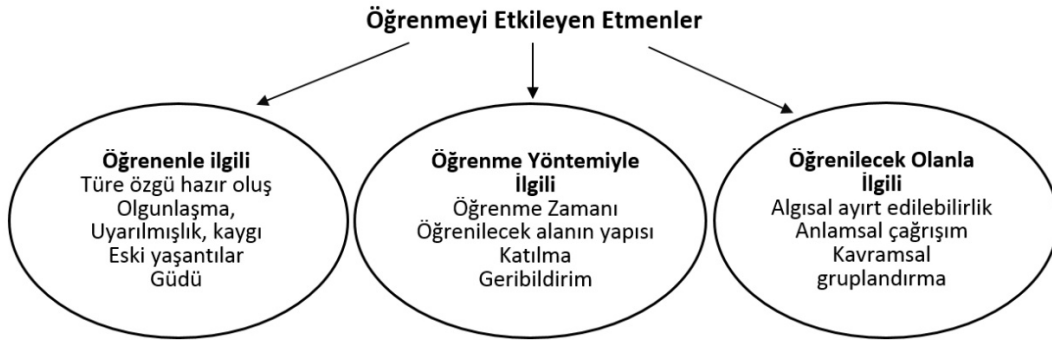 Öğrenmeyi Etkileyen Etmenler
Öğrenenle ilgili
Türe özgü hazır oluş
Olgunlaşma,
Uyarılmışlık, kaygı
Eski yaşantılar
Güdü
Öğrenme Yöntemiyle
İlgili
Öğrenme Zamanı
Öğrenilecek alanın yapısı
Katılma
Geribildirim
Öğrenilecek Olanla
İlgili
Algısal ayırt edilebilirlik
Anlamsal çağrışım
Kavramsal
gruplandırma